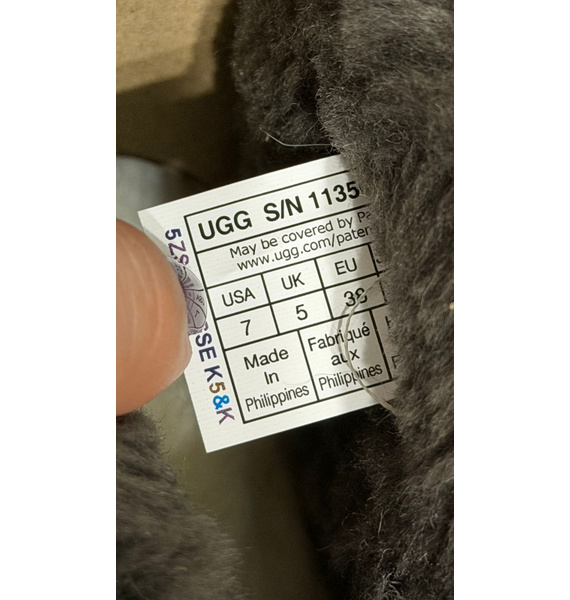 UGG S/N 1135
May be covered by
www.ugg.com/paten
USA UK EU
7 5 38
Made Fabriqué
In aux
Philippines Philippines
5ZS
SE K5&K